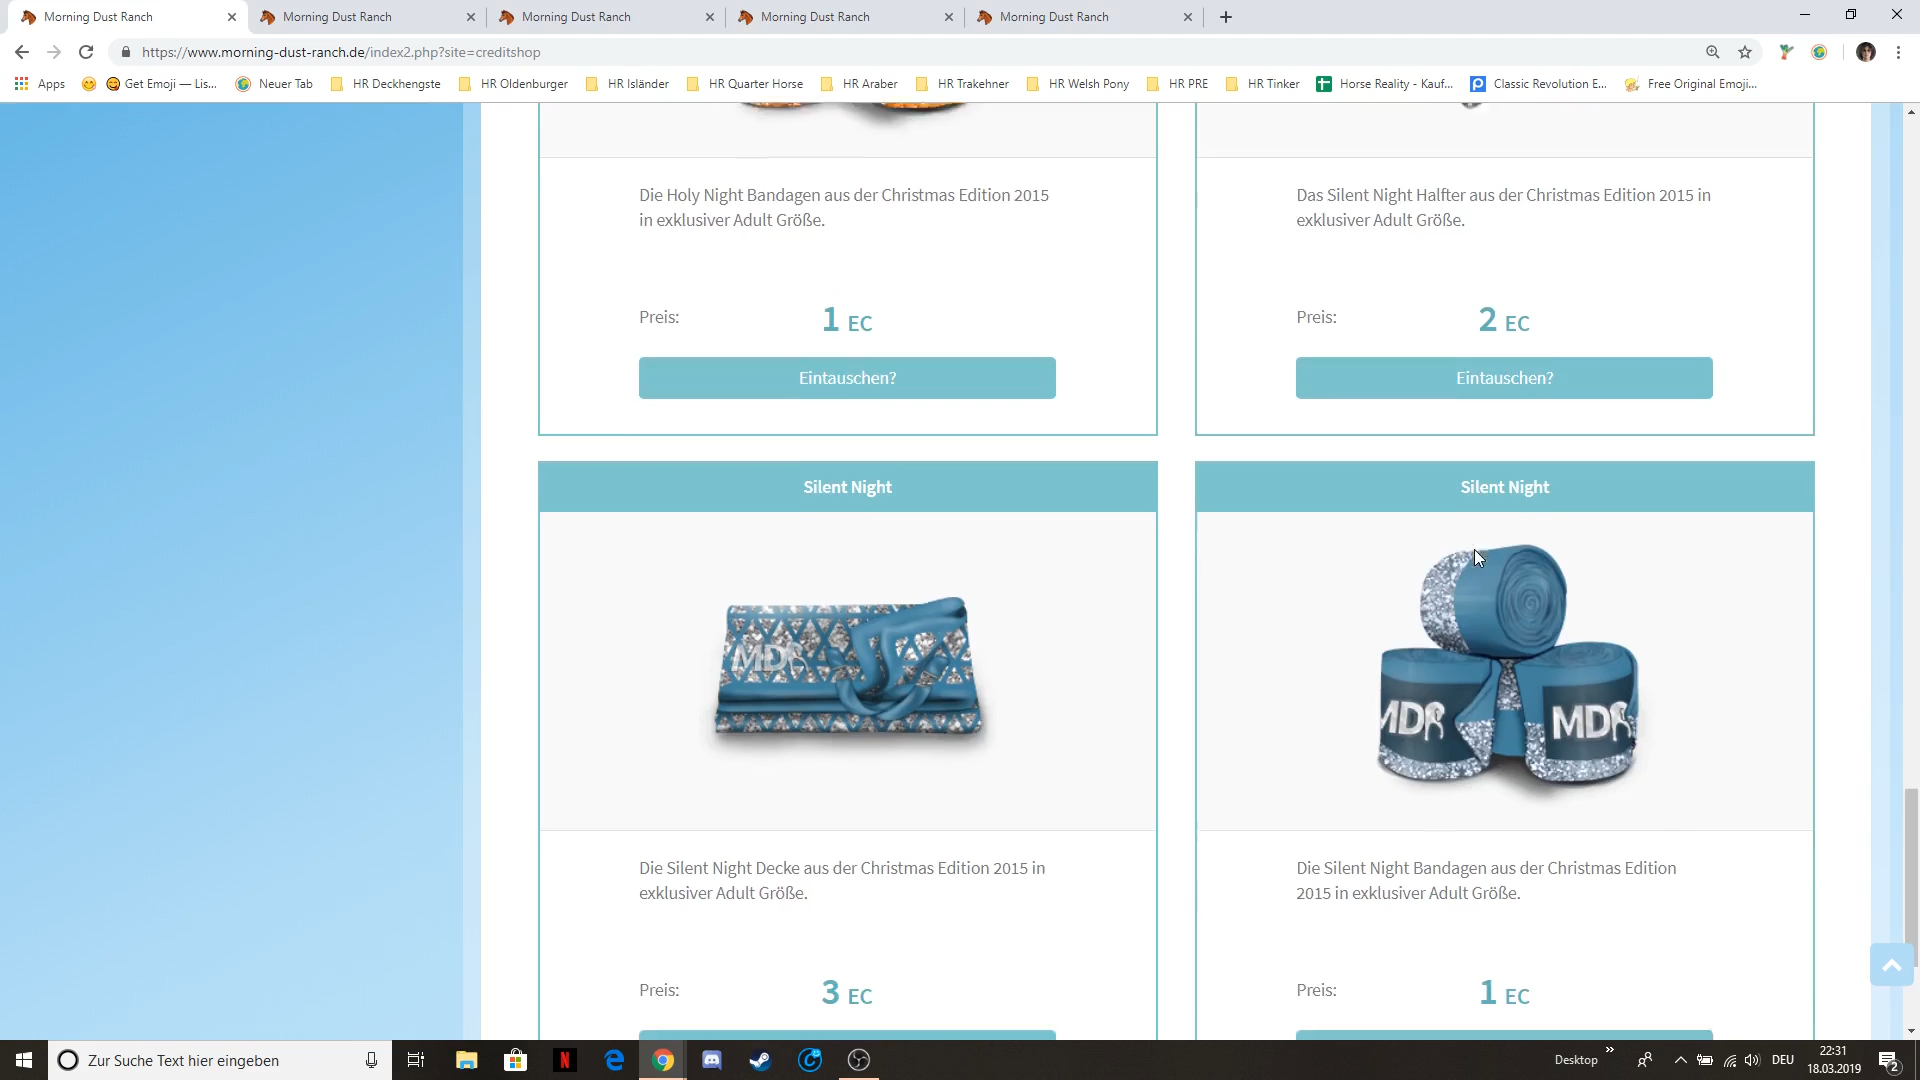 Morning Dust Ranch
Morning Dust Ranch
Morning Dust Ranch
Morning Dust Ranch
Morning Dust Ranch
https://www.morning-dust-ranch.de/index2.php?site=creditshop
Apps
Get Emoji — Lis...
Neuer Tab
HR Deckhengste
HR Oldenburger
HR Isländer
HR Quarter Horse
HR Araber
HR Trakehner
HR Welsh Pony
HR PRE
HR Tinker
Horse Reality - Kauf...
Classic Revolution E...
Free Original Emoji...
Die Holy Night Bandagen aus der Christmas Edition 2015
in exklusiver Adult Größe.
Preis:
1 EC
Eintauschen?
Das Silent Night Halfter aus der Christmas Edition 2015 in
exklusiver Adult Größe.
Preis:
2 EC
Eintauschen?
Silent Night
MDR
Die Silent Night Decke aus der Christmas Edition 2015 in
exklusiver Adult Größe.
Preis:
3 EC
Silent Night
MDR
MDR
Die Silent Night Bandagen aus der Christmas Edition
2015 in exklusiver Adult Größe.
Preis:
1 EC
Zur Suche Text hier eingeben
Desktop
DEU
22:31
18.03.2019
2